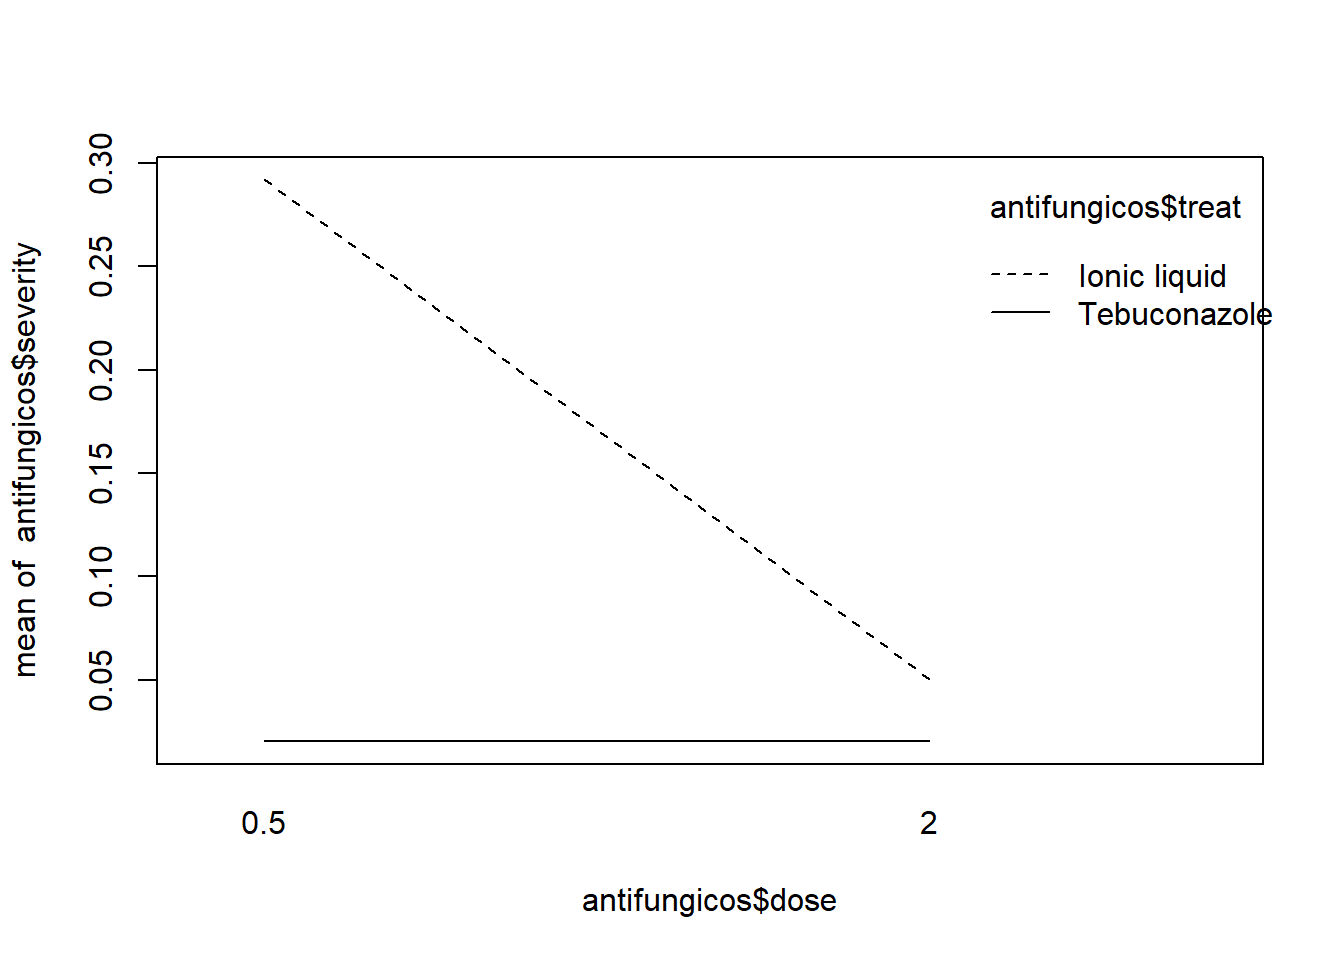 antifungicos$treat
Ionic liquid
Tebuconazole
mean of  antifungicos$severity
0.30
0.25
0.20
0.15
0.10
0.05
0.5
2
antifungicos$dose